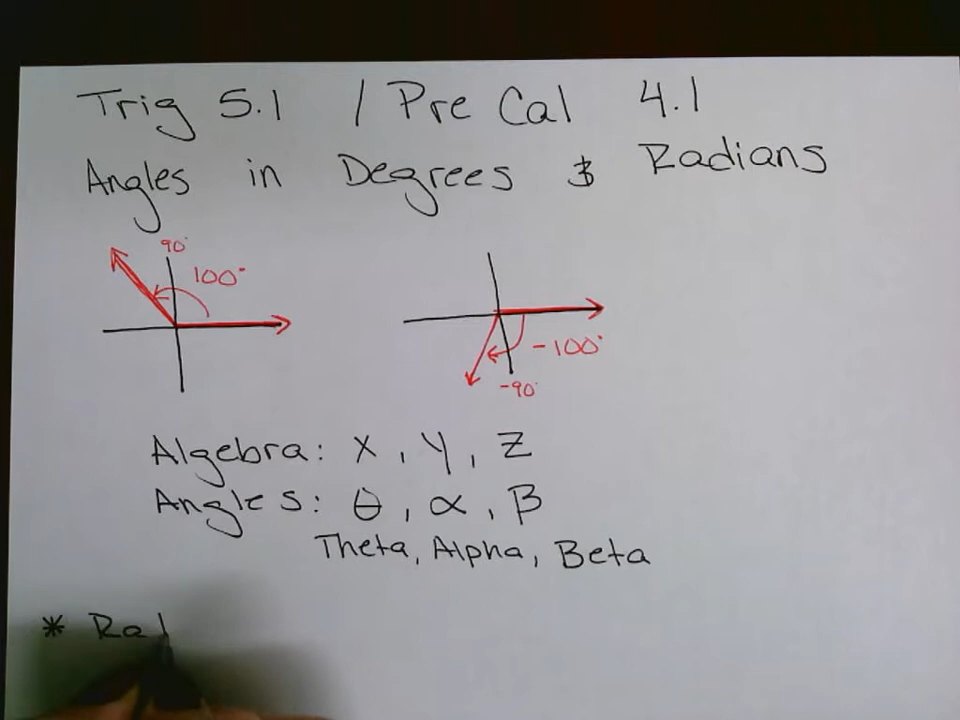 Trig 5.1 / Pre Cal 4.1
Angles in Degrees & Radians
90°
100°
-100°
-90°
Algebra: X, Y, Z
Angles: θ, α, β
Theta, Alpha, Beta
*